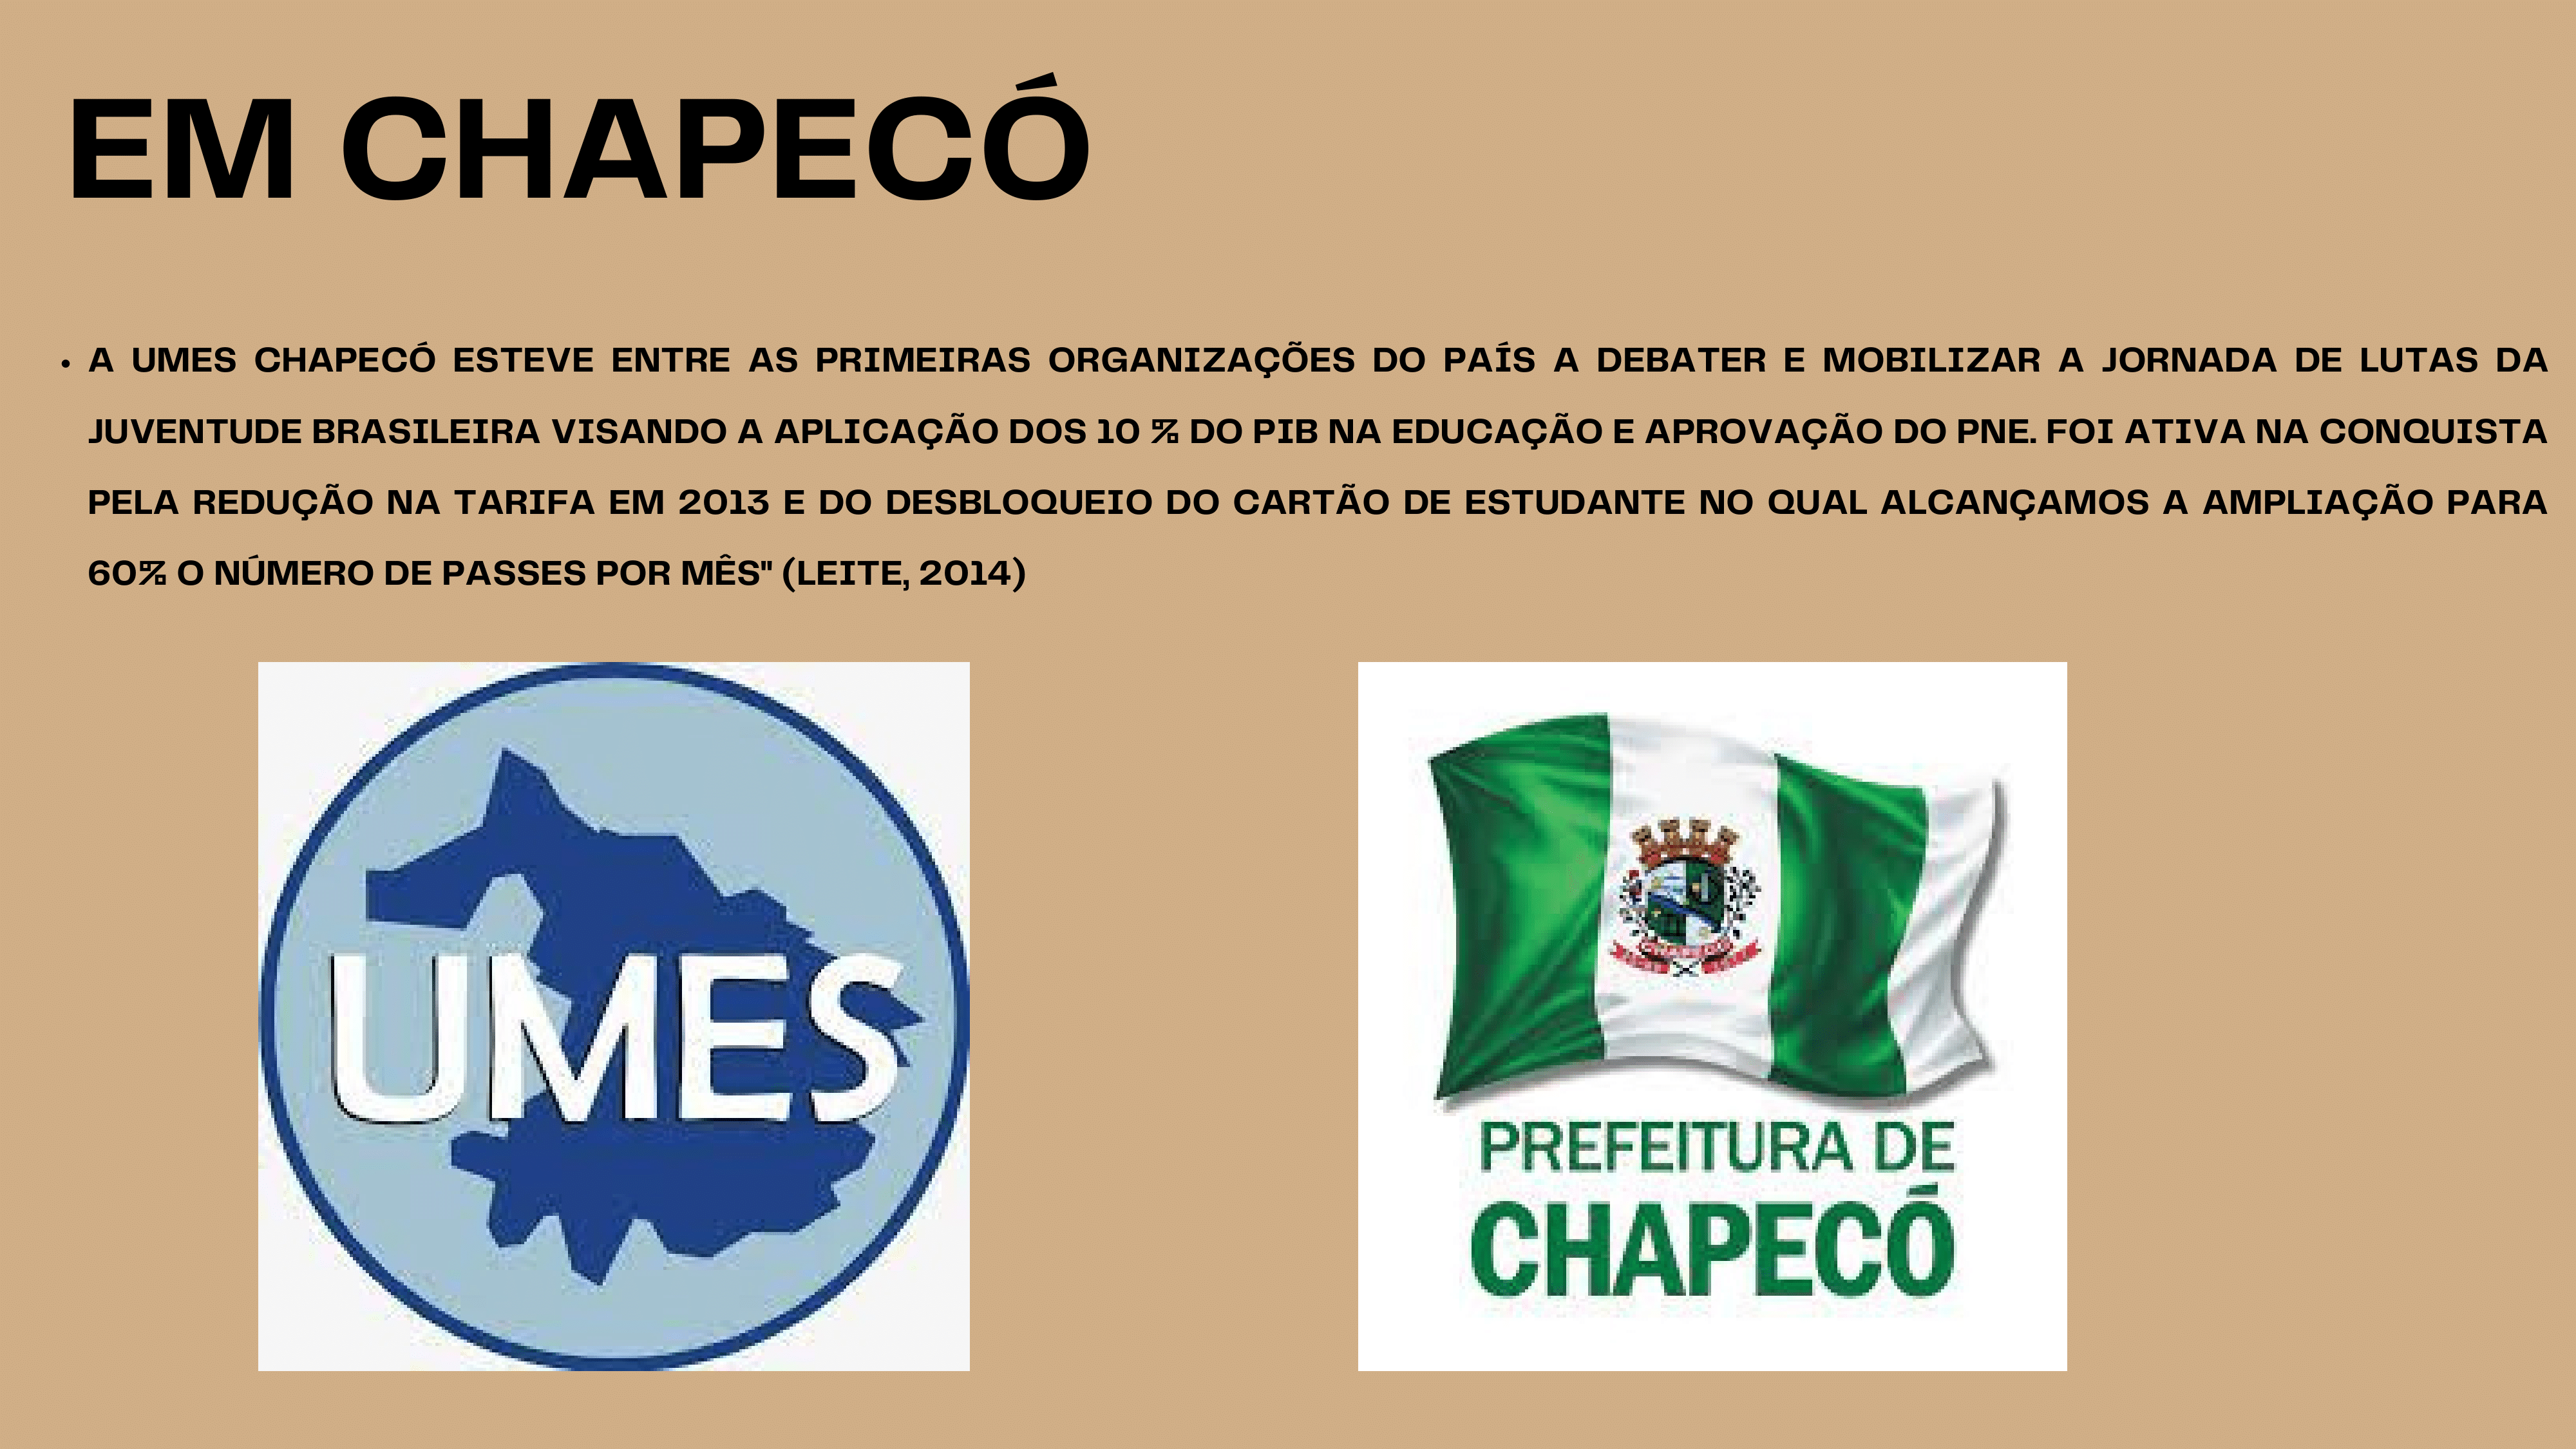 EM CHAPECÓ
• A UMES CHAPECÓ ESTEVE ENTRE AS PRIMEIRAS ORGANIZAÇÕES DO PAÍS A DEBATER E MOBILIZAR A JORNADA DE LUTAS DA
JUVENTUDE BRASILEIRA VISANDO A APLICAÇÃO DOS 10 % DO PIB NA EDUCAÇÃO E APROVAÇÃO DO PNE. FOI ATIVA NA CONQUISTA
PELA REDUÇÃO NA TARIFA EM 2013 E DO DESBLOQUEIO DO CARTÃO DE ESTUDANTE NO QUAL ALCANÇAMOS A AMPLIAÇÃO PARA
60% O NÚMERO DE PASSES POR MÊS" (LEITE, 2014)
UMES
PREFEITURA DE
CHAPECÓ